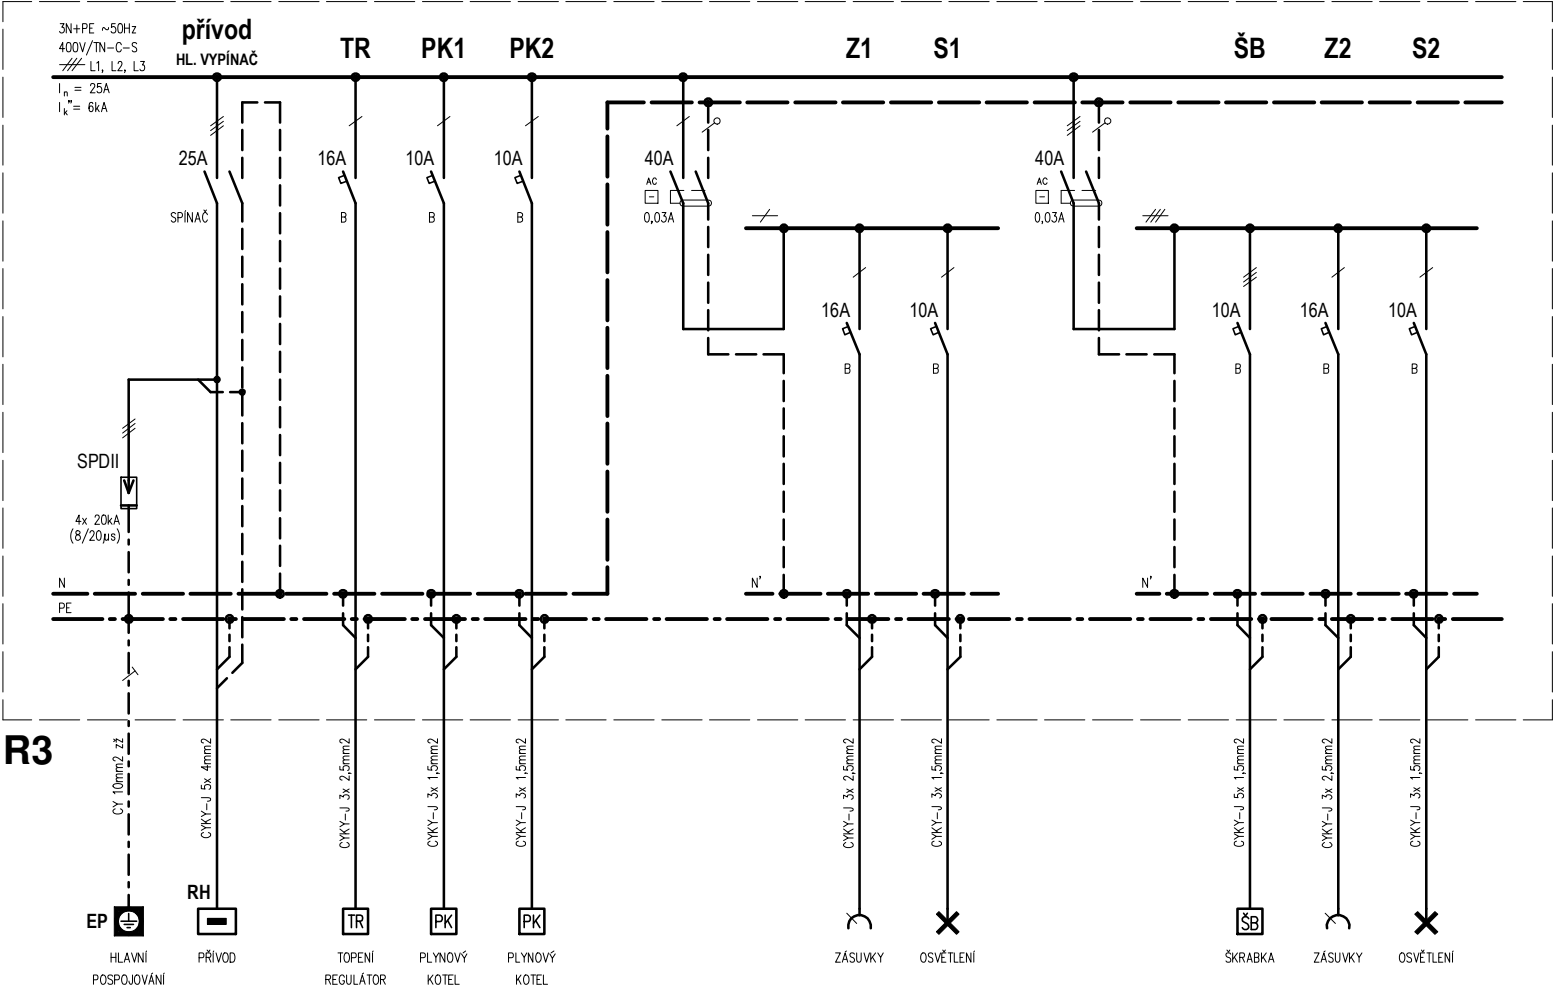 3N+PE ~50Hz
400V/TN-C-S
L1, L2, L3
In = 25A
Ik"= 6kA
přívod
HL. VYPÍNAČ
TR
PK1
PK2
Z1
S1
ŠB
Z2
S2
25A
SPÍNAČ
16A
B
10A
B
10A
B
40A
AC
0,03A
40A
AC
0,03A
16A
B
10A
B
10A
B
16A
B
10A
B
SPDII
4x 20kA
(8/20µs)
N
PE
N'
N'
R3
CY 10mm2 zž
CYKY-J 5x 4mm2
CYKY-J 3x 2,5mm2
CYKY-J 3x 1,5mm2
CYKY-J 3x 1,5mm2
CYKY-J 3x 2,5mm2
CYKY-J 3x 1,5mm2
CYKY-J 5x 1,5mm2
CYKY-J 3x 2,5mm2
CYKY-J 3x 1,5mm2
EP
RH
TR
PK
PK
ŠB
HLAVNÍ
POSPOJOVÁNÍ
PŘÍVOD
TOPENÍ
REGULÁTOR
PLYNOVÝ
KOTEL
PLYNOVÝ
KOTEL
ZÁSUVKY
OSVĚTLENÍ
ŠKRABKA
ZÁSUVKY
OSVĚTLENÍ